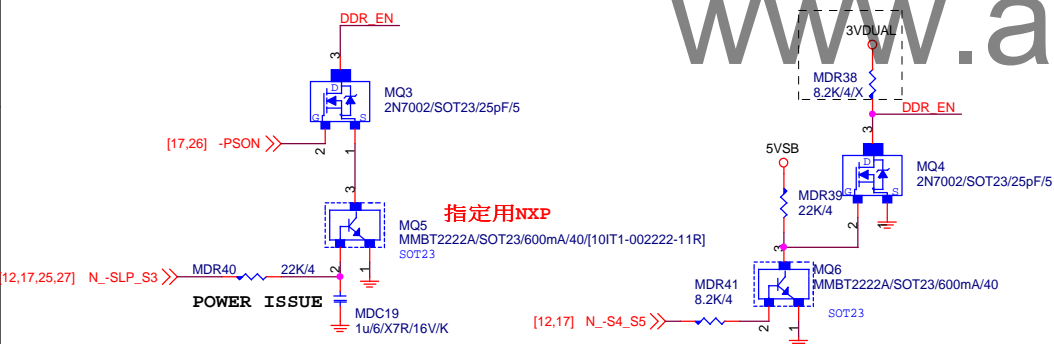 www.a
DDR_EN
3
D
G
S
MQ3
2N7002/SOT23/25pF/5
[17,26] -PSON
2
1
3
指定用NXP
MQ5
MMBT2222A/SOT23/600mA/40/[10IT1-002222-11R]
SOT23
[12,17,25,27] N_-SLP_S3
MDR40
22K/4
2
1
POWER ISSUE
MDC19
1u/6/X7R/16V/K
3VDUAL
MDR38
8.2K/4/X
DDR_EN
3
D
G
S
MQ4
2N7002/SOT23/25pF/5
2
1
5VSB
MDR39
22K/4
3
MQ6
MMBT2222A/SOT23/600mA/40
SOT23
MDR41
8.2K/4
[12,17] N_-S4_S5
2
1